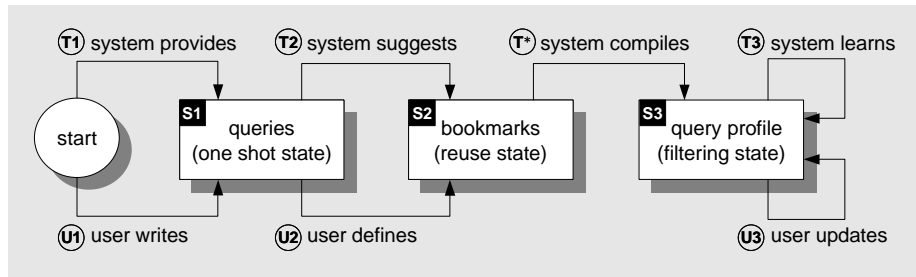 T1 system provides
T2 system suggests
T* system compiles
T3 system learns
start
S1
queries
(one shot state)
S2
bookmarks
(reuse state)
S3
query profile
(filtering state)
U1 user writes
U2 user defines
U3 user updates